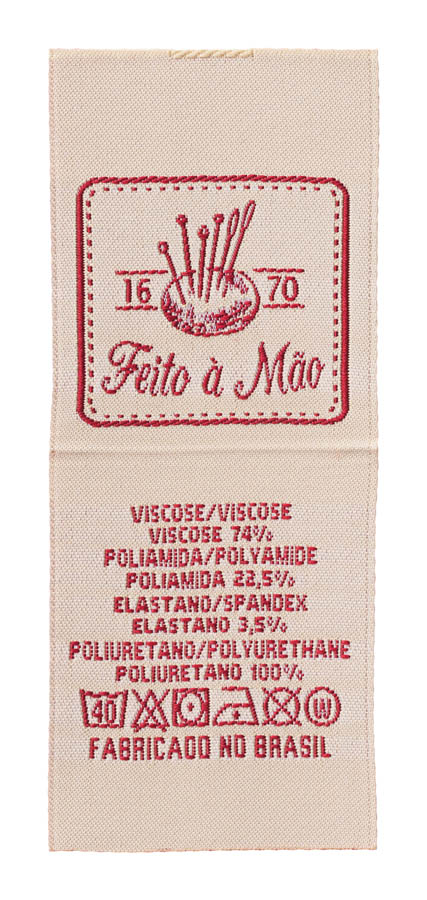 16 70
Feito à Mão
VISCOSE/VISCOSE
VISCOSE 74%
POLIAMIDA/POLYAMIDE
POLIAMIDA 22,5%
ELASTANO/SPANDEX
ELASTANO 3,5%
POLIURETANO/POLYURETHANE
POLIURETANO 100%
40 W
FABRICADO NO BRASIL